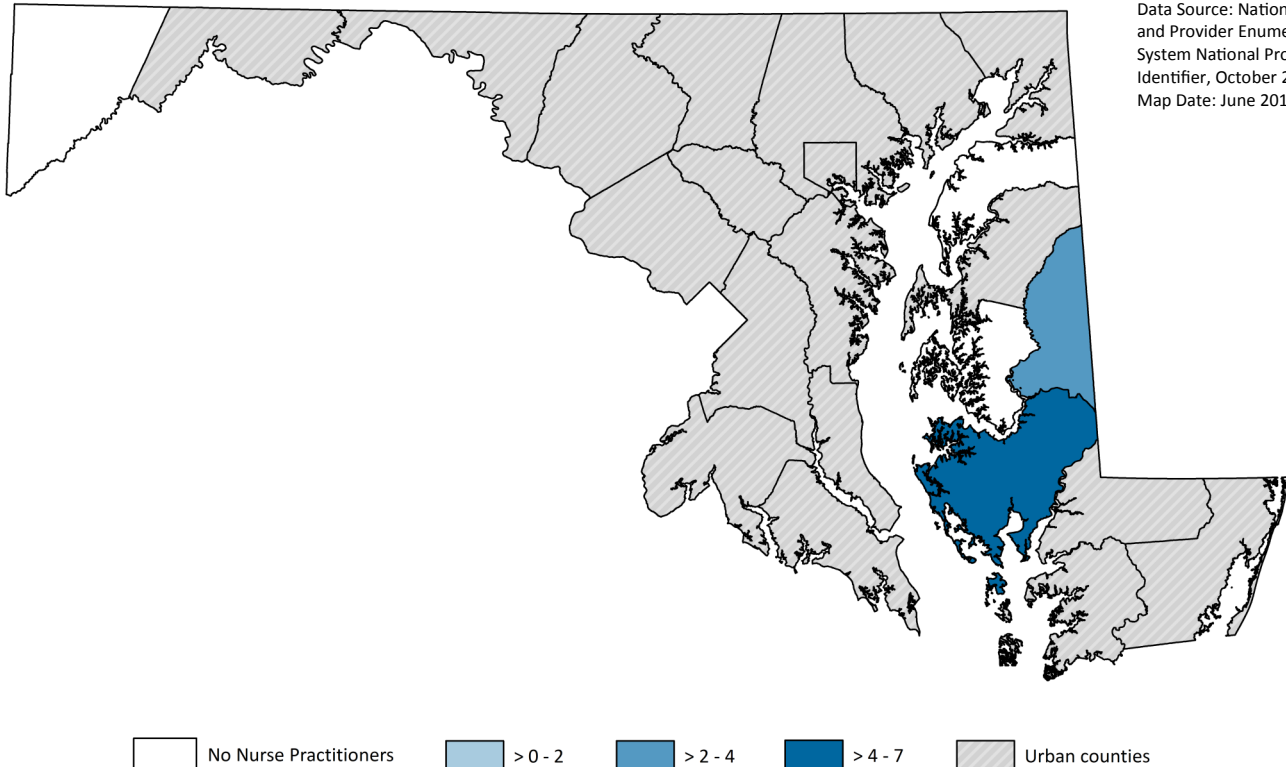 Data Source: Nation
and Provider Enume
System National Pro
Identifier, October 2
Map Date: June 201
No Nurse Practitioners
> 0 - 2
> 2 - 4
> 4 - 7
Urban counties